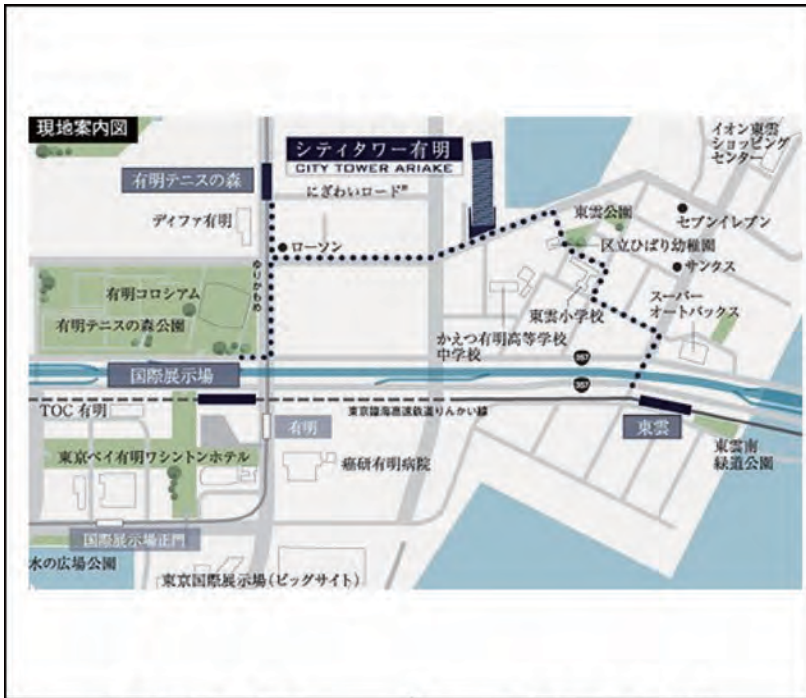 現地案内図
シティタワー有明
CITY TOWER ARIAKE
イオン東雲
ショッピング
センター
有明テニスの森
にぎわいロード※
ディファ有明
ローソン
東雲公園
セブンイレブン
区立ひばり幼稚園
サンクス
ゆりかもめ
有明コロシアム
有明テニスの森公園
東雲小学校
スーパー
オートバックス
かえつ有明高等学校
中学校
国際展示場
357
357
TOC有明
東京臨海高速鉄道りんかい線
有明
東雲
東京ベイ有明ワシントンホテル
癌研有明病院
東雲南
緑道公園
国際展示場正門
水の広場公園
東京国際展示場(ビッグサイト)